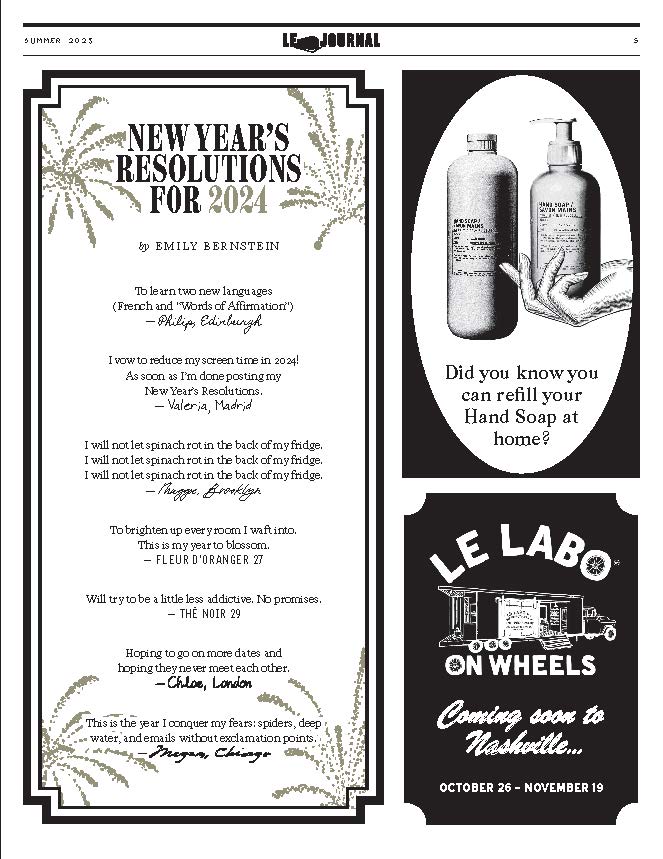 SUMMER 2023
LE JOURNAL
5
NEW YEAR'S
RESOLUTIONS
FOR 2024
by EMILY BERNSTEIN
To learn two new languages
(French and "Words of Affirmation")
— Philip, Edinburgh
I vow to reduce my screen time in 2024!
As soon as I'm done posting my
New Year's Resolutions.
— Valeria, Madrid
I will not let spinach rot in the back of my fridge.
I will not let spinach rot in the back of my fridge.
I will not let spinach rot in the back of my fridge.
— Maggie, Brooklyn
To brighten up every room I waft into.
This is my year to blossom.
— FLEUR D'ORANGER 27
Will try to be a little less addictive. No promises.
— THÉ NOIR 29
Hoping to go on more dates and
hoping they never meet each other.
— Chloe, London
This is the year I conquer my fears: spiders, deep
water, and emails without exclamation points.
— Megan, Chicago
HAND SOAP /
SAVON MAINS
HAND SOAP /
SAVON MAINS
Did you know you
can refill your
Hand Soap at
home?
LE LABO
ON WHEELS
Coming soon to
Nashville...
OCTOBER 26 – NOVEMBER 19